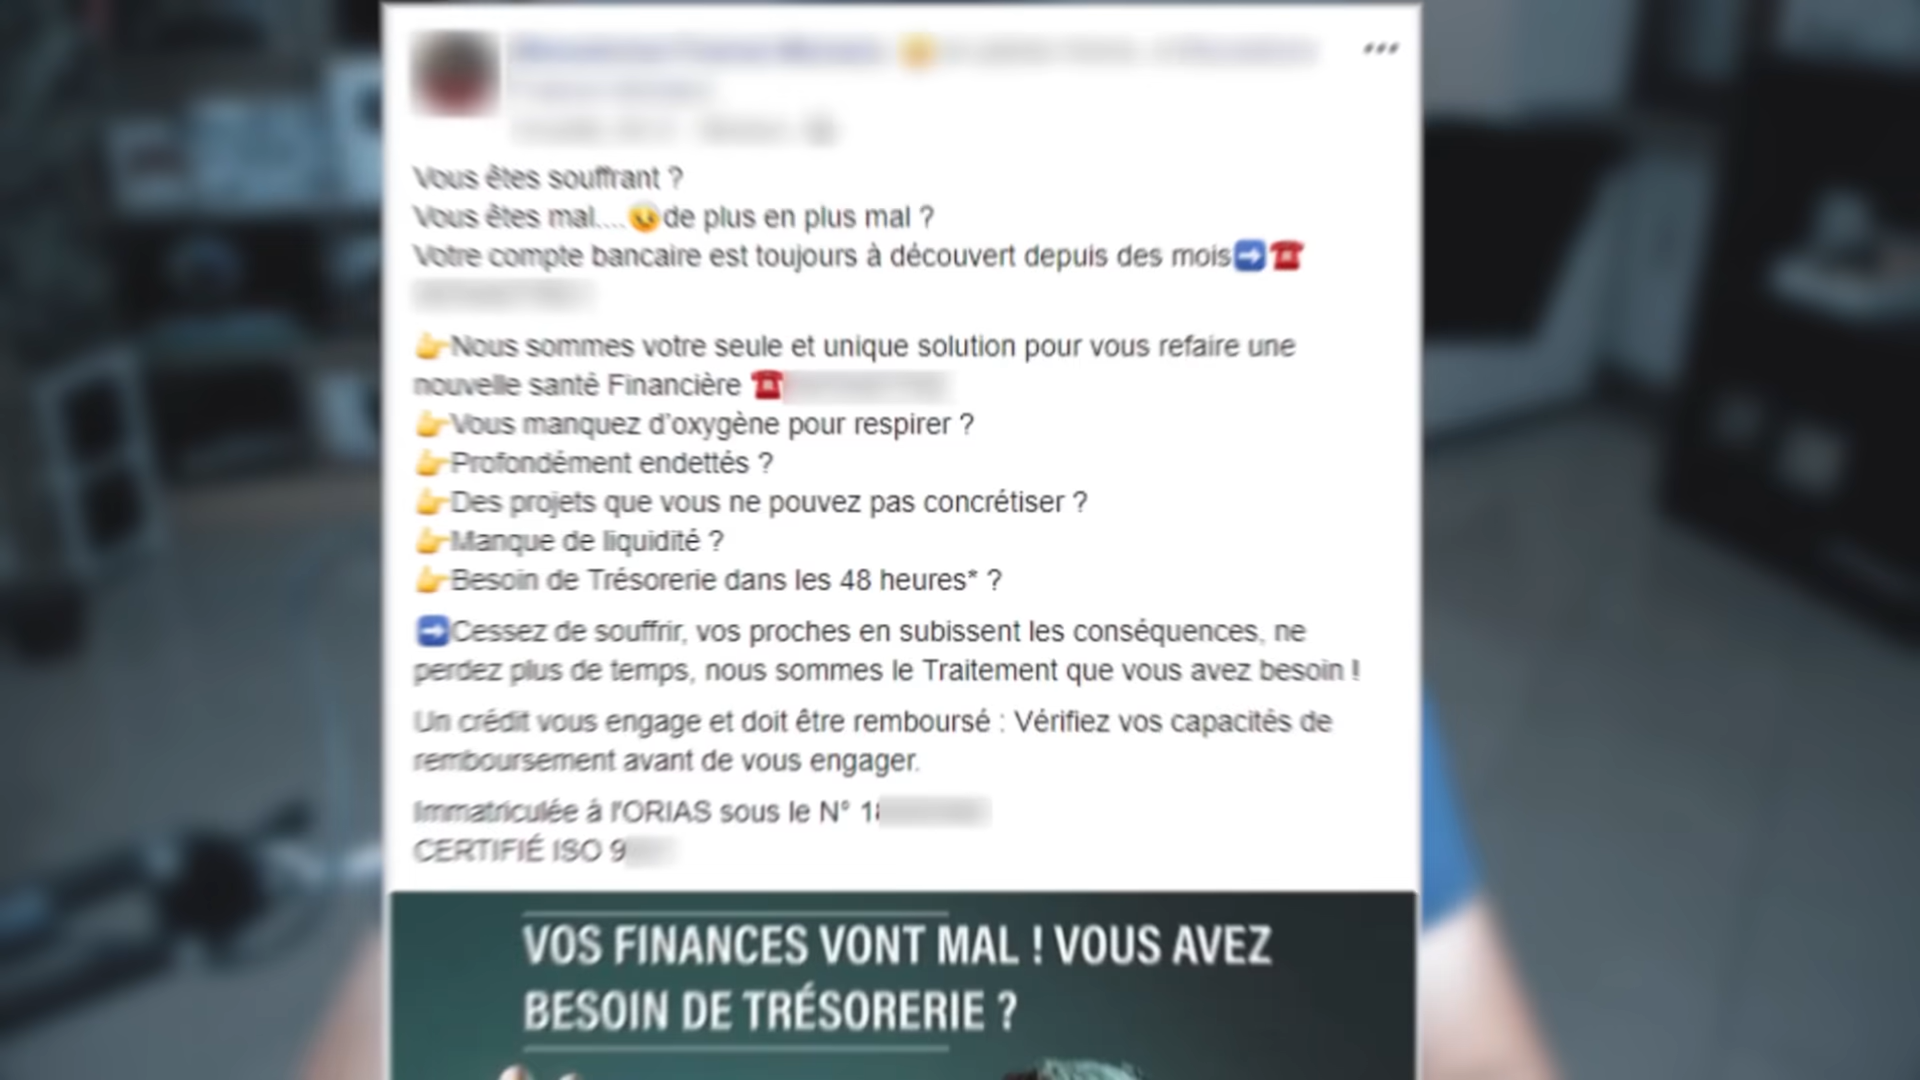 Vous êtes souffrant ?
Vous êtes mal....🤒de plus en plus mal ?
Votre compte bancaire est toujours à découvert depuis des mois➡️☎️
👉Nous sommes votre seule et unique solution pour vous refaire une
nouvelle santé Financière ☎️
👉Vous manquez d'oxygène pour respirer ?
👉Profondément endettés ?
👉Des projets que vous ne pouvez pas concrétiser ?
👉Manque de liquidité ?
👉Besoin de Trésorerie dans les 48 heures* ?
➡️Cessez de souffrir, vos proches en subissent les conséquences, ne
perdez plus de temps, nous sommes le Traitement que vous avez besoin !
Un crédit vous engage et doit être remboursé : Vérifiez vos capacités de
remboursement avant de vous engager.
Immatriculée à l'ORIAS sous le N° 1
CERTIFIÉ ISO 9
VOS FINANCES VONT MAL ! VOUS AVEZ
BESOIN DE TRÉSORERIE ?